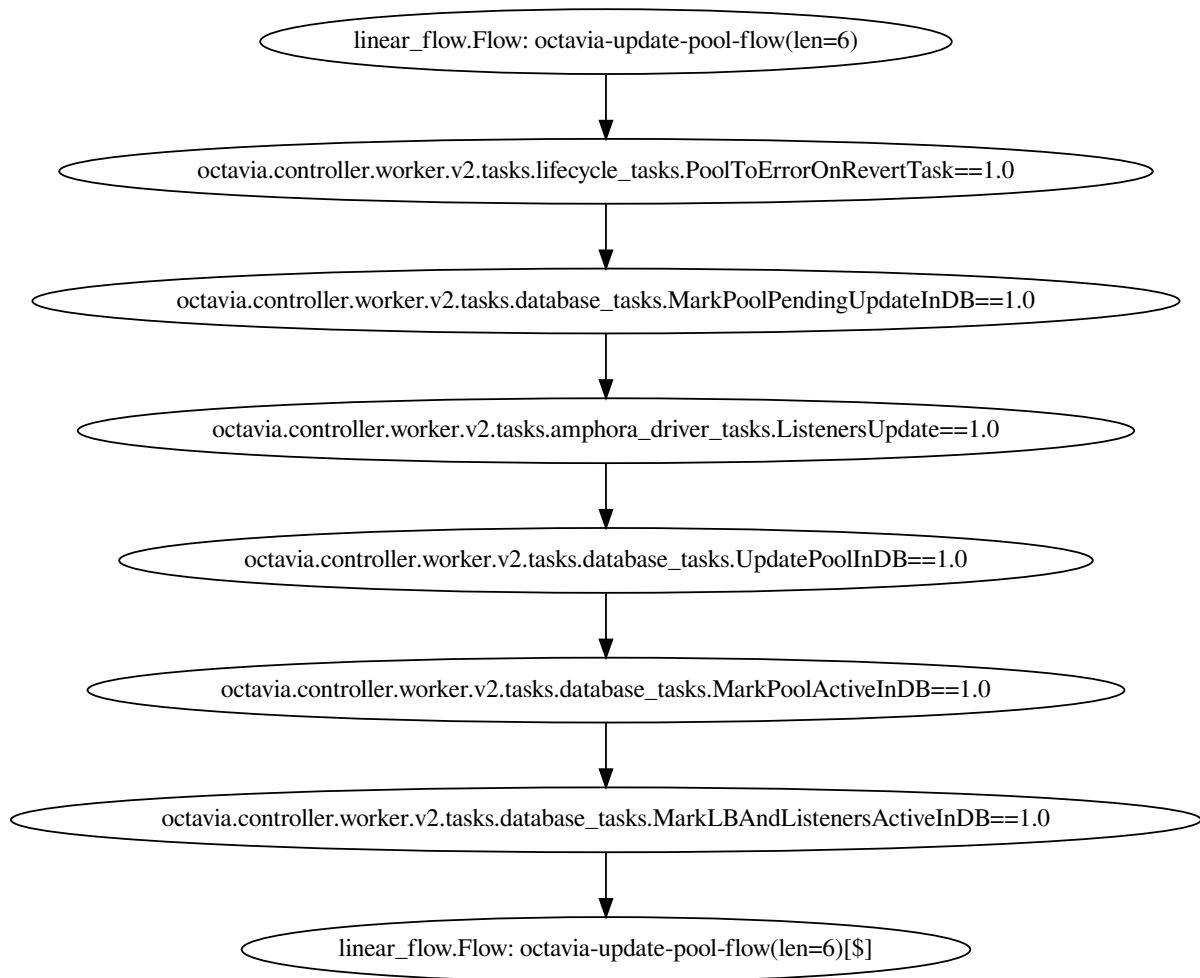 linear_flow.Flow: octavia-update-pool-flow(len=6)
octavia.controller.worker.v2.tasks.lifecycle_tasks.PoolToErrorOnRevertTask==1.0
octavia.controller.worker.v2.tasks.database_tasks.MarkPoolPendingUpdateInDB==1.0
octavia.controller.worker.v2.tasks.amphora_driver_tasks.ListenersUpdate==1.0
octavia.controller.worker.v2.tasks.database_tasks.UpdatePoolInDB==1.0
octavia.controller.worker.v2.tasks.database_tasks.MarkPoolActiveInDB==1.0
octavia.controller.worker.v2.tasks.database_tasks.MarkLBAndListenersActiveInDB==1.0
linear_flow.Flow: octavia-update-pool-flow(len=6)[$]